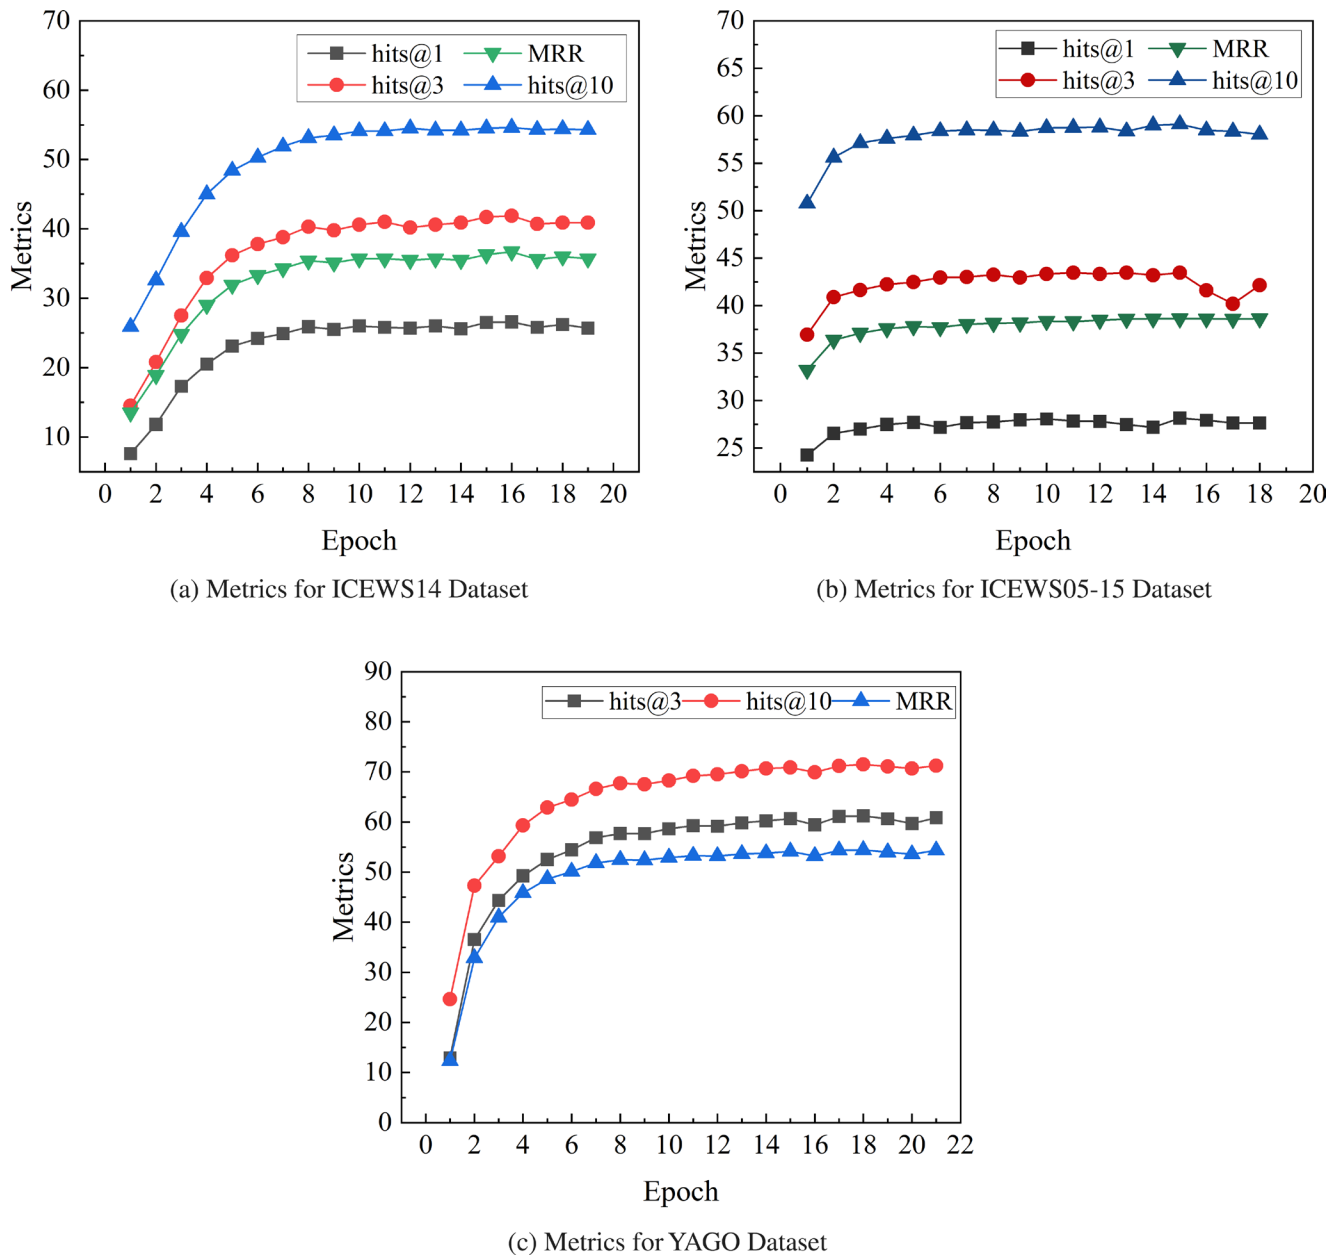 70
60
50
40
30
20
10
Metrics
hits@1 MRR
hits@3 hits@10
0 2 4 6 8 10 12 14 16 18 20
Epoch
(a) Metrics for ICEWS14 Dataset
70
65
60
55
50
45
40
35
30
25
Metrics
hits@1 MRR
hits@3 hits@10
0 2 4 6 8 10 12 14 16 18 20
Epoch
(b) Metrics for ICEWS05-15 Dataset
90
80
70
60
50
40
30
20
10
0
Metrics
hits@3 hits@10 MRR
0 2 4 6 8 10 12 14 16 18 20 22
Epoch
(c) Metrics for YAGO Dataset